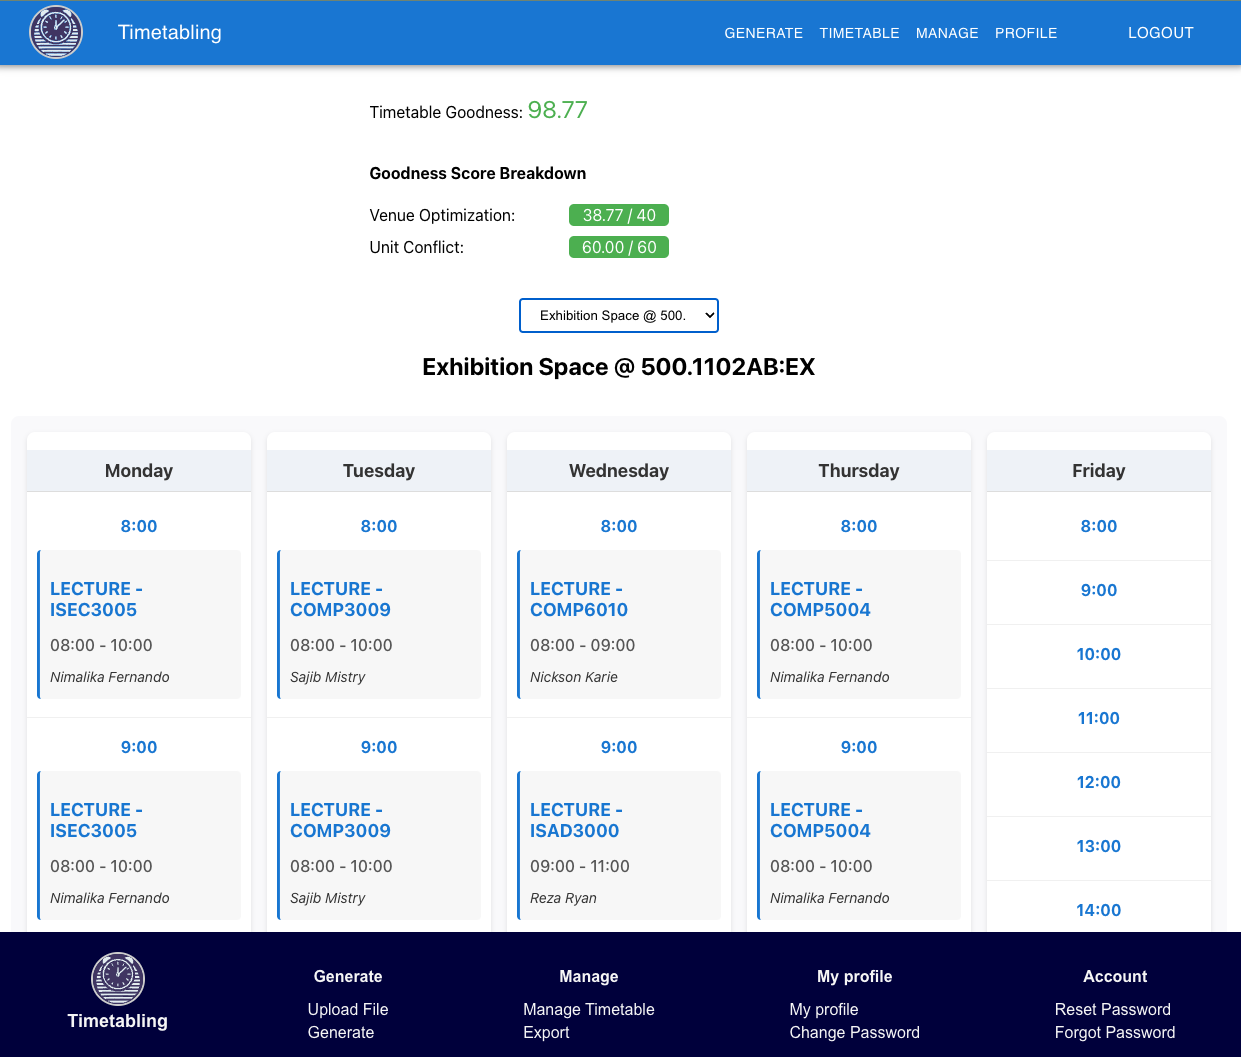 Timetabling
GENERATE TIMETABLE MANAGE PROFILE LOGOUT
Timetable Goodness: 98.77
Goodness Score Breakdown
Venue Optimization: 38.77 / 40
Unit Conflict: 60.00 / 60
Exhibition Space @ 500.
Exhibition Space @ 500.1102AB:EX
Monday
8:00
LECTURE -
ISEC3005
08:00 - 10:00
Nimalika Fernando
9:00
LECTURE -
ISEC3005
08:00 - 10:00
Nimalika Fernando
Tuesday
8:00
LECTURE -
COMP3009
08:00 - 10:00
Sajib Mistry
9:00
LECTURE -
COMP3009
08:00 - 10:00
Sajib Mistry
Wednesday
8:00
LECTURE -
COMP6010
08:00 - 09:00
Nickson Karie
9:00
LECTURE -
ISAD3000
09:00 - 11:00
Reza Ryan
Thursday
8:00
LECTURE -
COMP5004
08:00 - 10:00
Nimalika Fernando
9:00
LECTURE -
COMP5004
08:00 - 10:00
Nimalika Fernando
Friday
8:00
9:00
10:00
11:00
12:00
13:00
14:00
Timetabling
Generate
Upload File
Generate
Manage
Manage Timetable
Export
My profile
My profile
Change Password
Account
Reset Password
Forgot Password